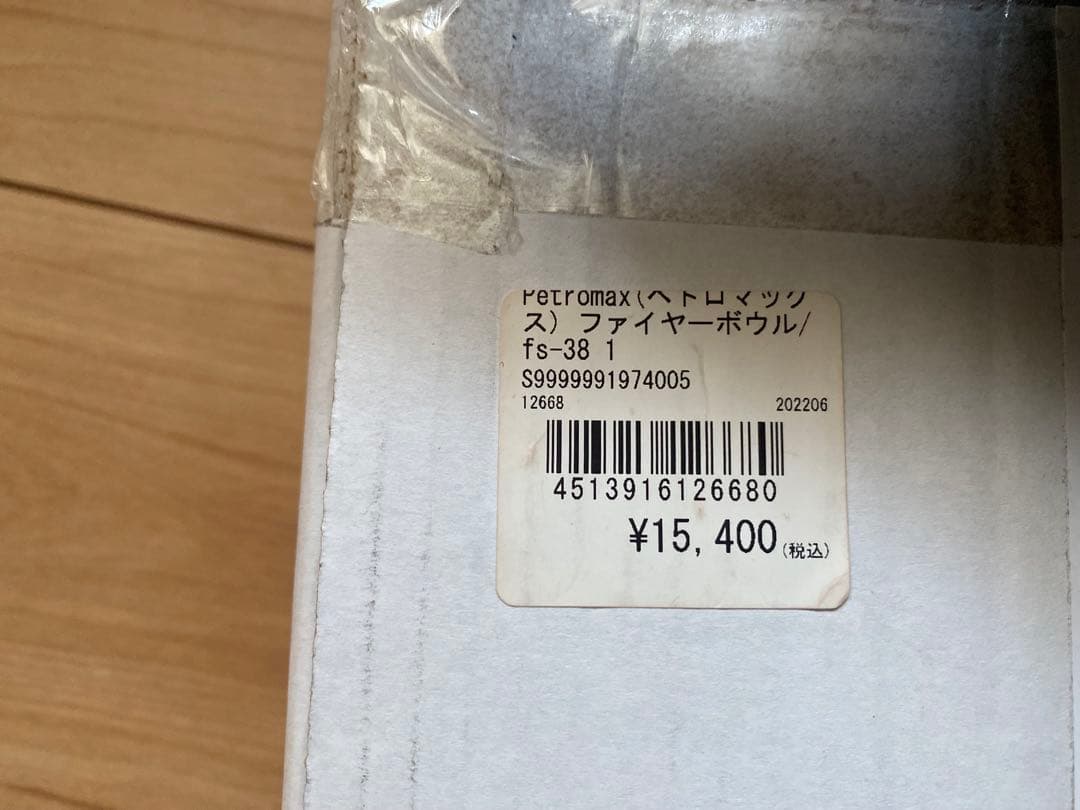 Petromax(ペトロマック
ス) ファイヤーボウル/
fs-38 1
S9999991974005
12668
202206
4513916126680
¥15,400(税込)